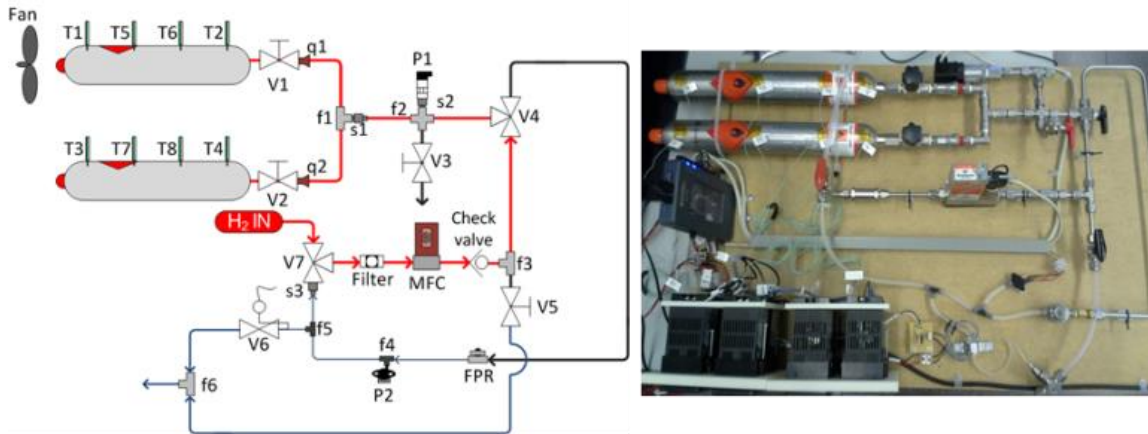 Fan
T1 T5 T6 T2
q1
V1
P1
f1 s1 f2 s2
V4
T3 T7 T8 T4
q2
V2
V3
H₂ IN
Check
valve
V7
Filter
MFC
f3
s3
V5
V6
f5
f4
FPR
P2
f6